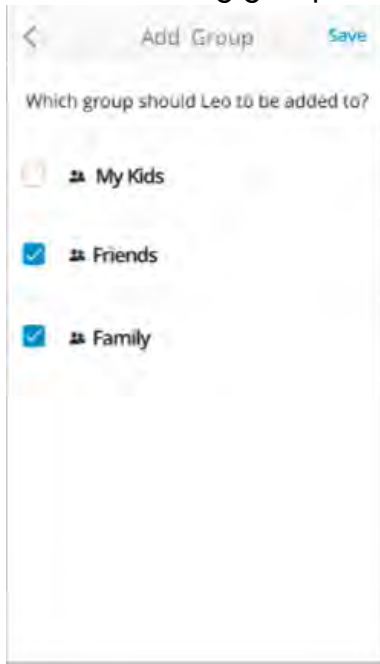 Add Group Save
Which group should Leo to be added to?
My Kids
Friends
Family